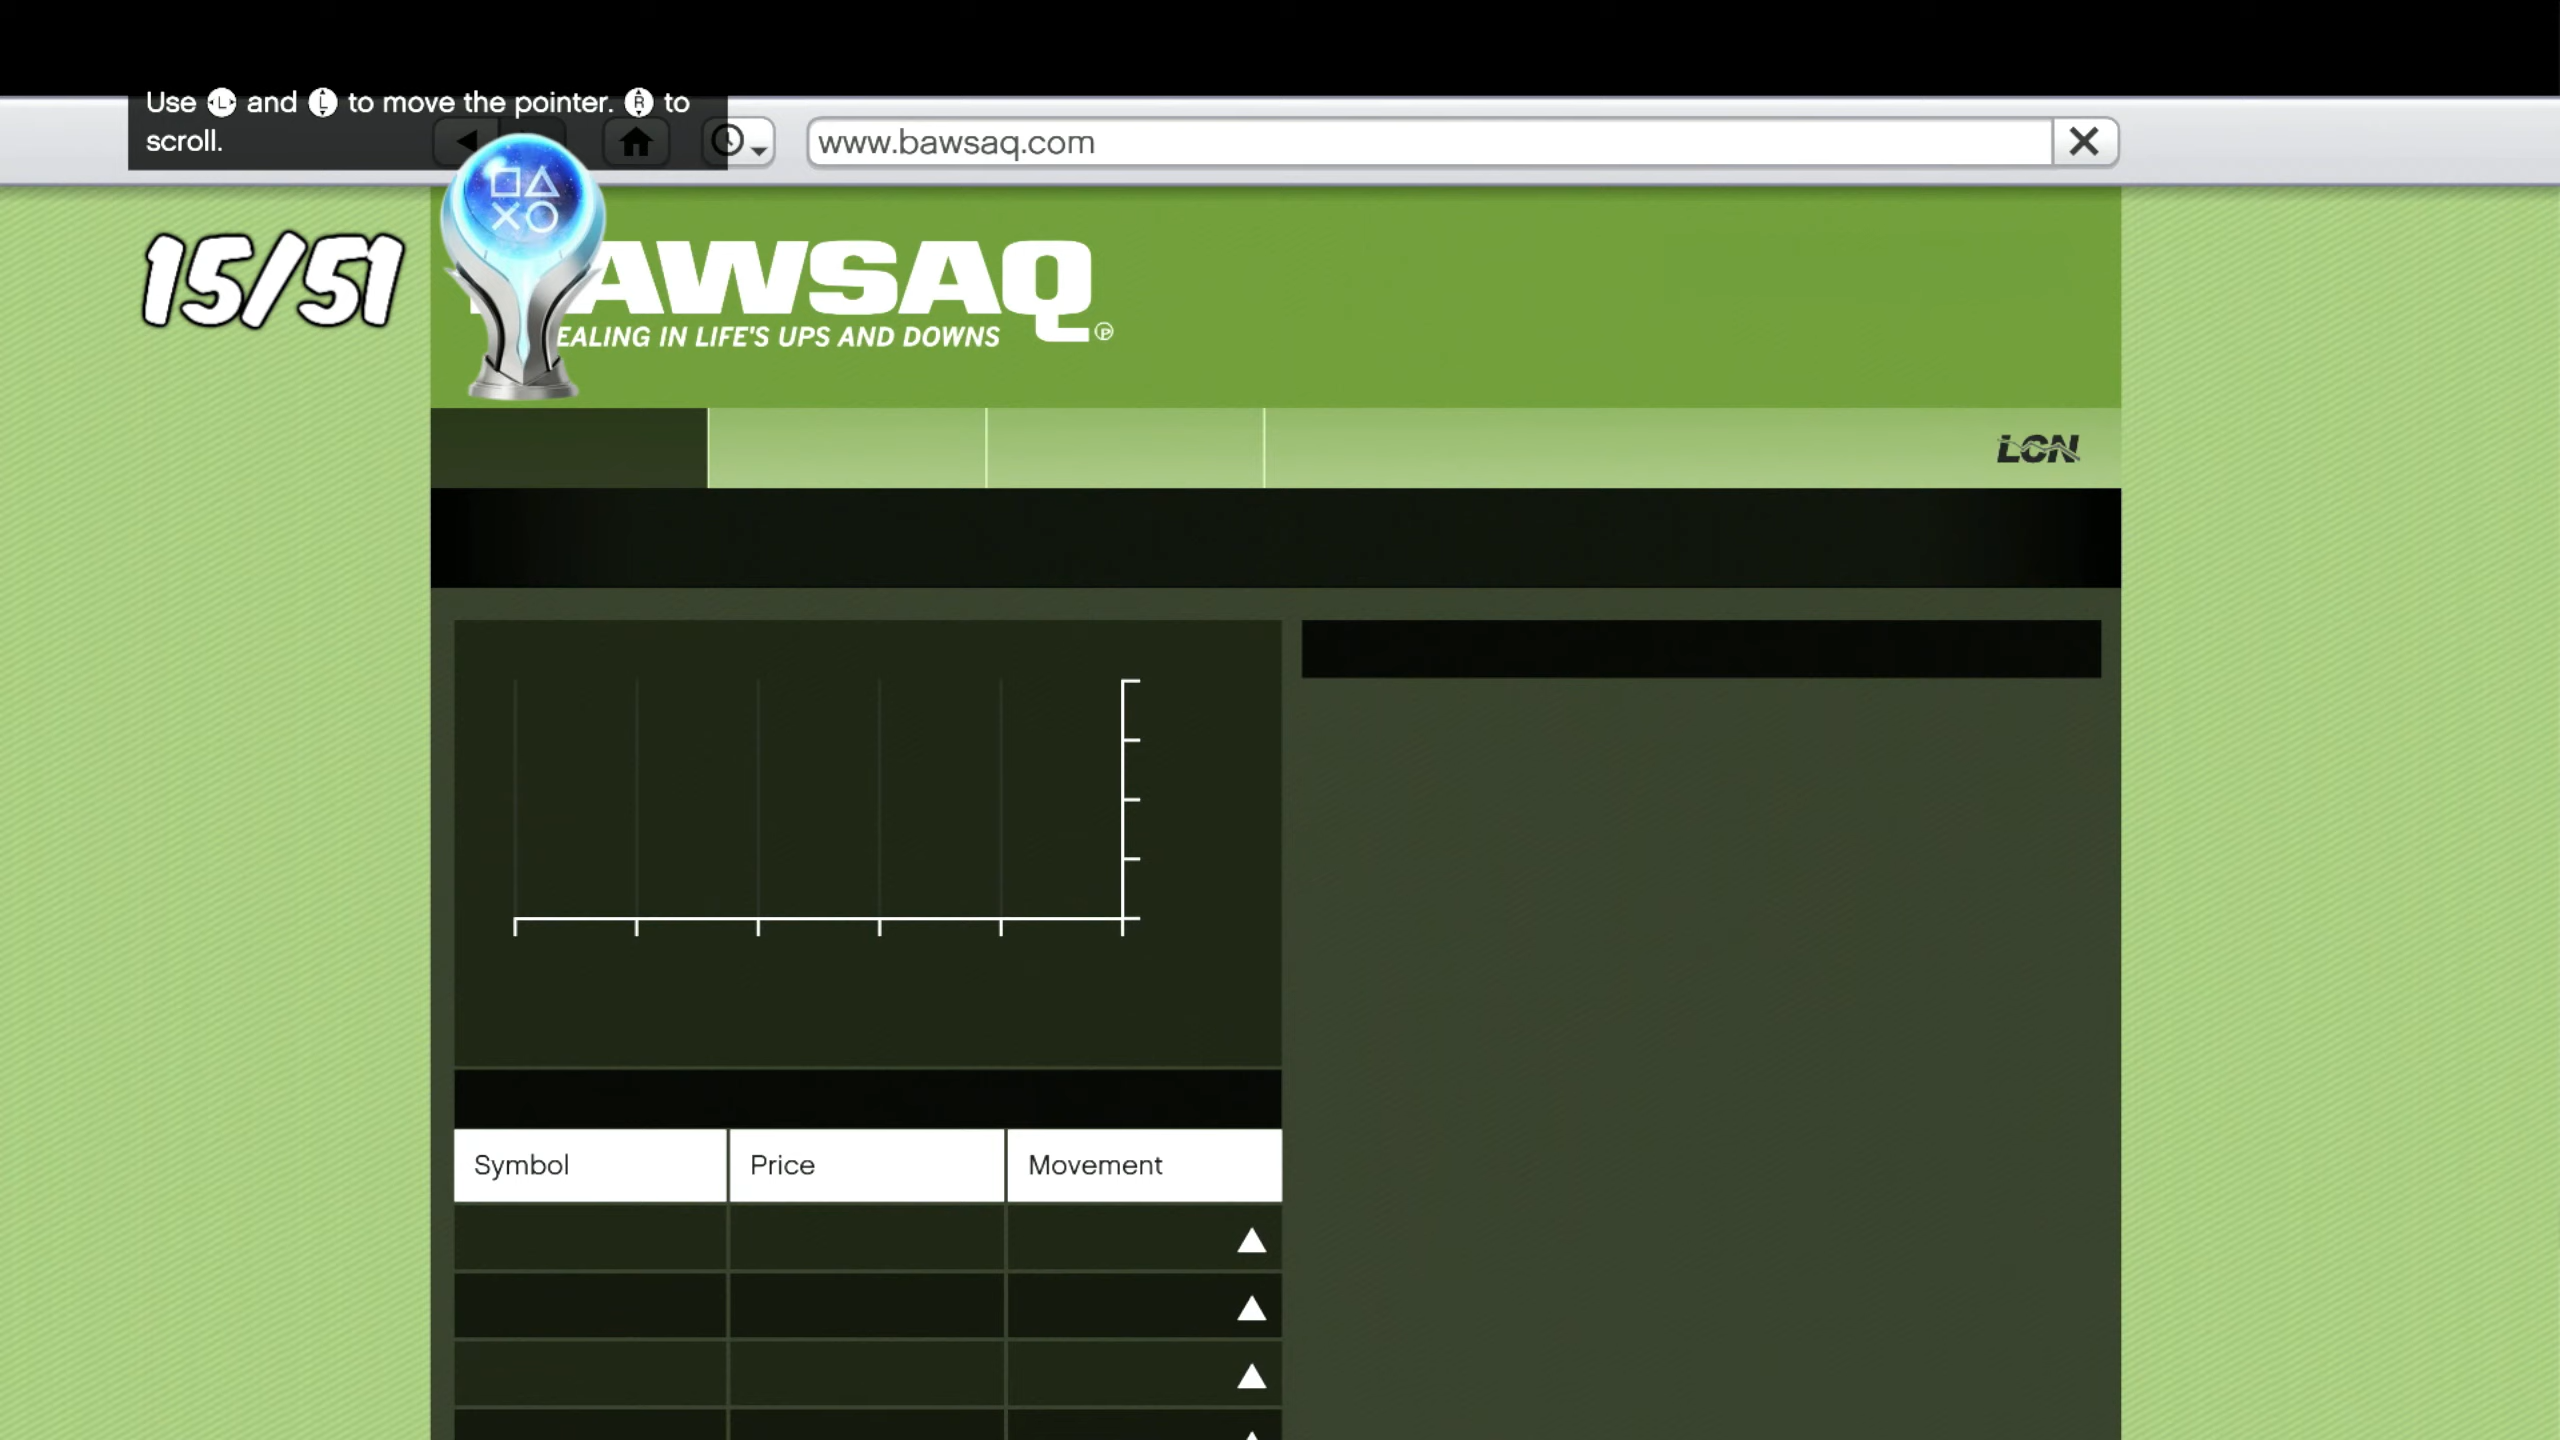 Use L and L to move the pointer. R to
scroll.
www.bawsaq.com
15/51
AWSAQ
EALING IN LIFE'S UPS AND DOWNS
LCN
Symbol
Price
Movement